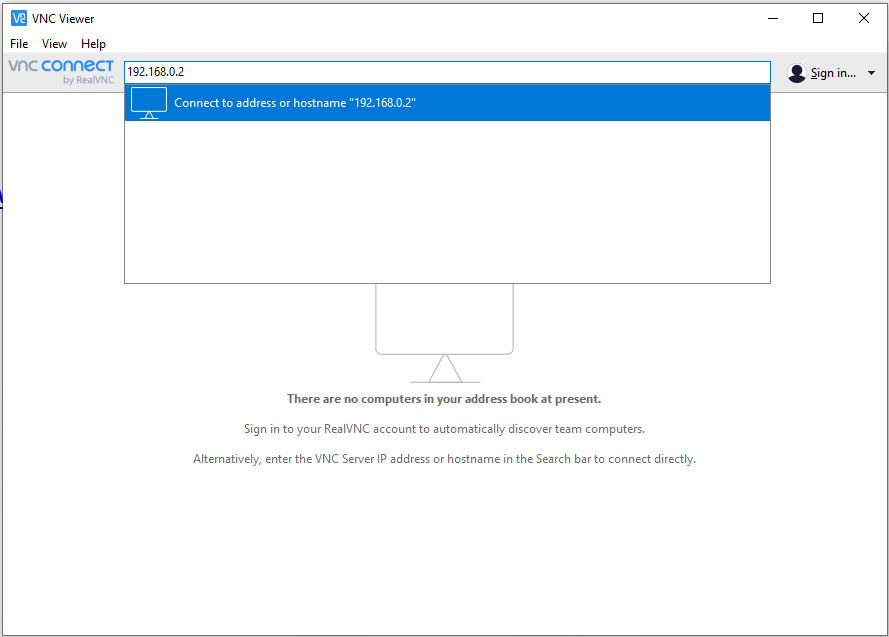 VNC Viewer
File View Help
vnc connect
by RealVNC
192.168.0.2
Sign in...
Connect to address or hostname "192.168.0.2"
There are no computers in your address book at present.
Sign in to your RealVNC account to automatically discover team computers.
Alternatively, enter the VNC Server IP address or hostname in the Search bar to connect directly.